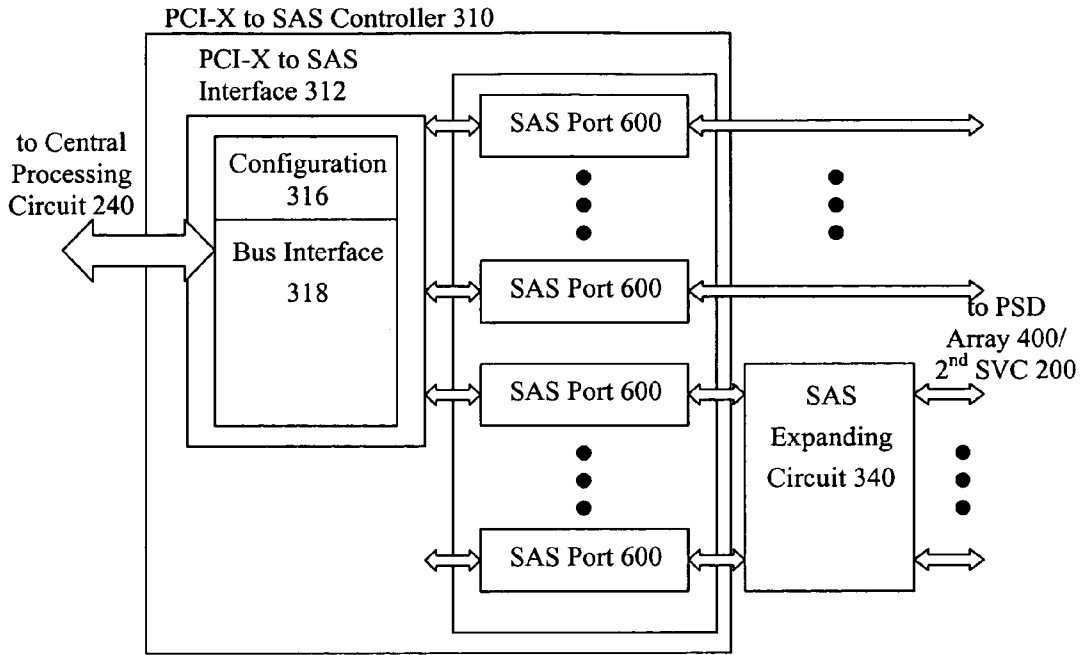 PCI-X to SAS Controller 310
PCI-X to SAS
Interface 312
to Central
Processing
Circuit 240
Configuration
316
Bus Interface
318
SAS Port 600
SAS Port 600
SAS Port 600
SAS Port 600
to PSD
Array 400/
2nd SVC 200
SAS
Expanding
Circuit 340